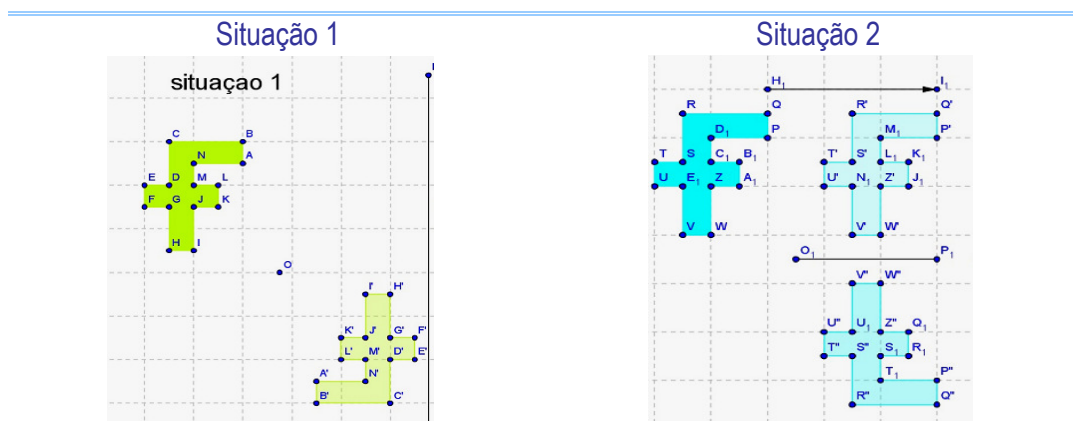 Situação 1 Situação 2
situaçao 1
I
C B
N A
E D M L
F G J K
H I
O
I' H'
K' J' G' F'
L' M' D' E'
A' N'
B' C'
H₁ I₁
R Q R' Q'
D₁ P M₁ P'
T S C₁ B₁ T' S' L₁ K₁
U E₁ Z A₁ U' N₁ Z' J₁
V W V' W'
O₁ P₁
V" W"
U" U₁ Z" Q₁
T" S" S₁ R₁
T₁ P"
R" Q"